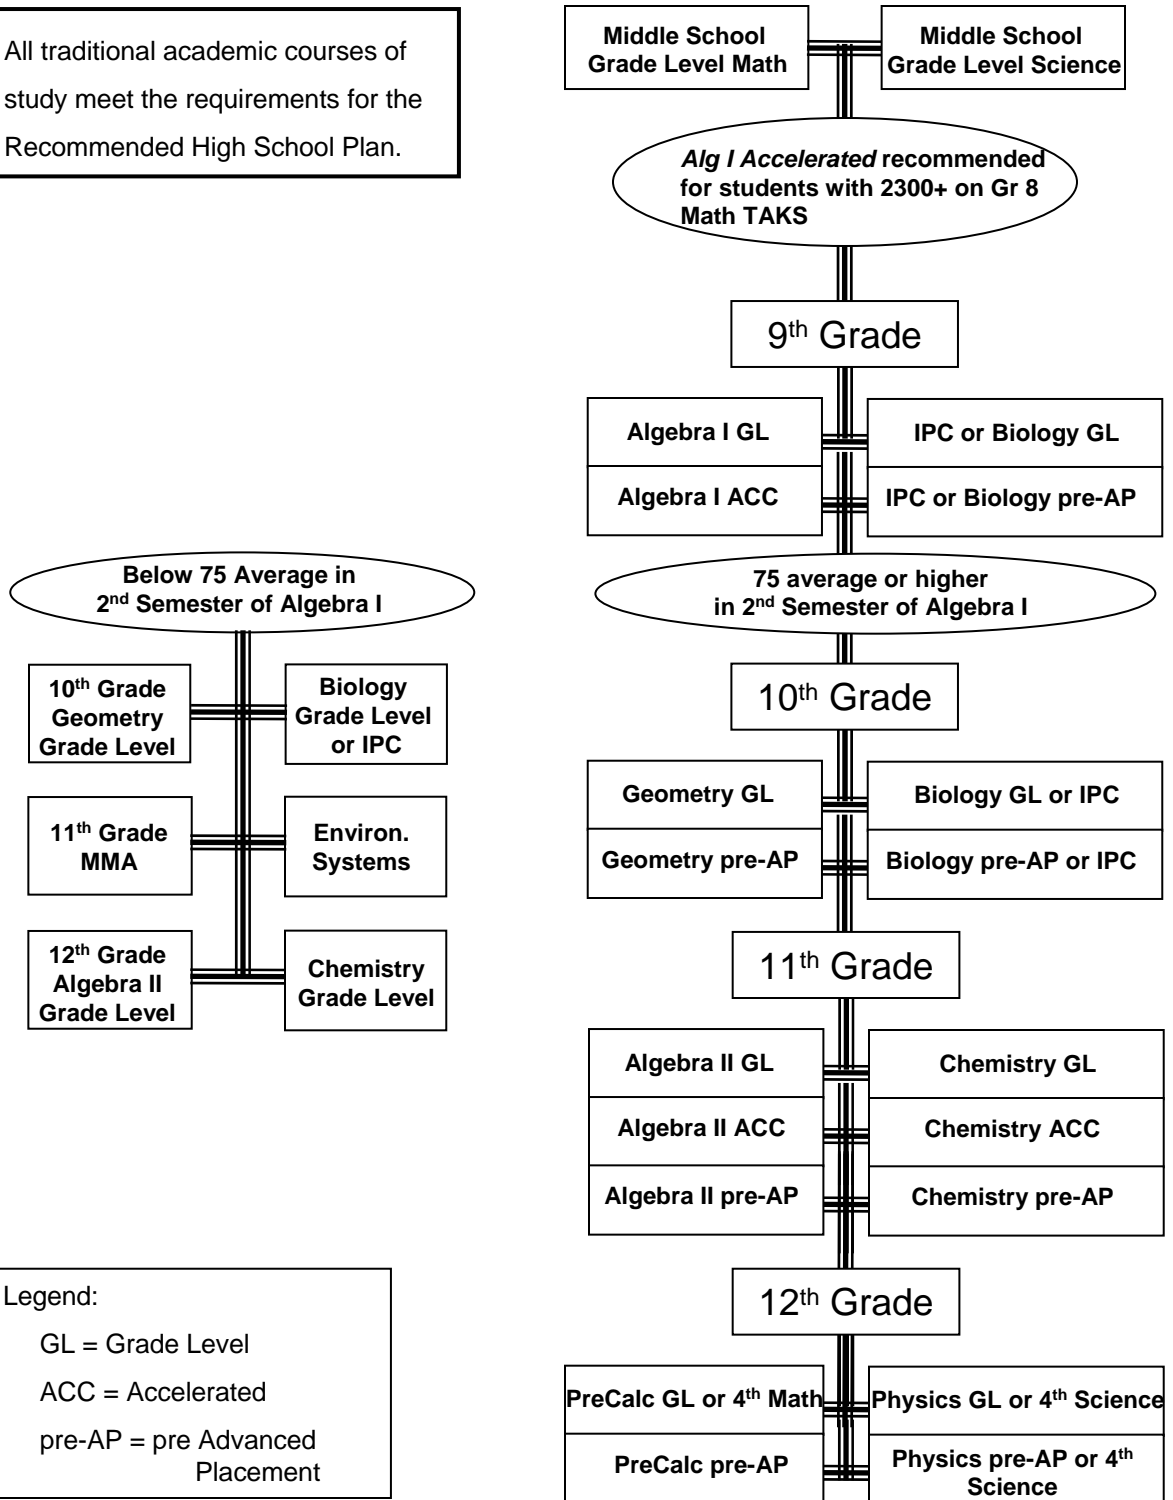 All traditional academic courses of
study meet the requirements for the
Recommended High School Plan.
Middle School
Grade Level Math
Middle School
Grade Level Science
Alg I Accelerated recommended
for students with 2300+ on Gr 8
Math TAKS
9th Grade
Algebra I GL
IPC or Biology GL
Algebra I ACC
IPC or Biology pre-AP
Below 75 Average in
2nd Semester of Algebra I
75 average or higher
in 2nd Semester of Algebra I
10th Grade
Geometry
Grade Level
Biology
Grade Level
or IPC
11th Grade
MMA
Environ.
Systems
12th Grade
Algebra II
Grade Level
Chemistry
Grade Level
10th Grade
Geometry GL
Biology GL or IPC
Geometry pre-AP
Biology pre-AP or IPC
11th Grade
Algebra II GL
Chemistry GL
Algebra II ACC
Chemistry ACC
Algebra II pre-AP
Chemistry pre-AP
12th Grade
PreCalc GL or 4th Math
Physics GL or 4th Science
PreCalc pre-AP
Physics pre-AP or 4th
Science
Legend:
GL = Grade Level
ACC = Accelerated
pre-AP = pre Advanced
Placement